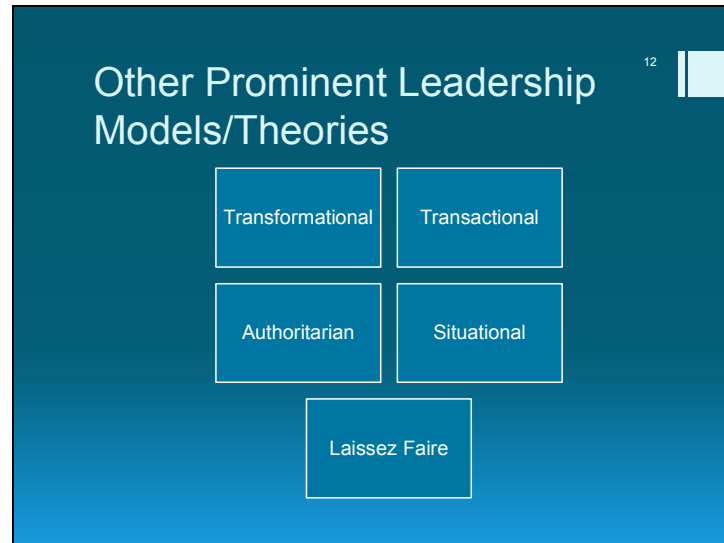 12
Other Prominent Leadership
Models/Theories
Transformational
Transactional
Authoritarian
Situational
Laissez Faire